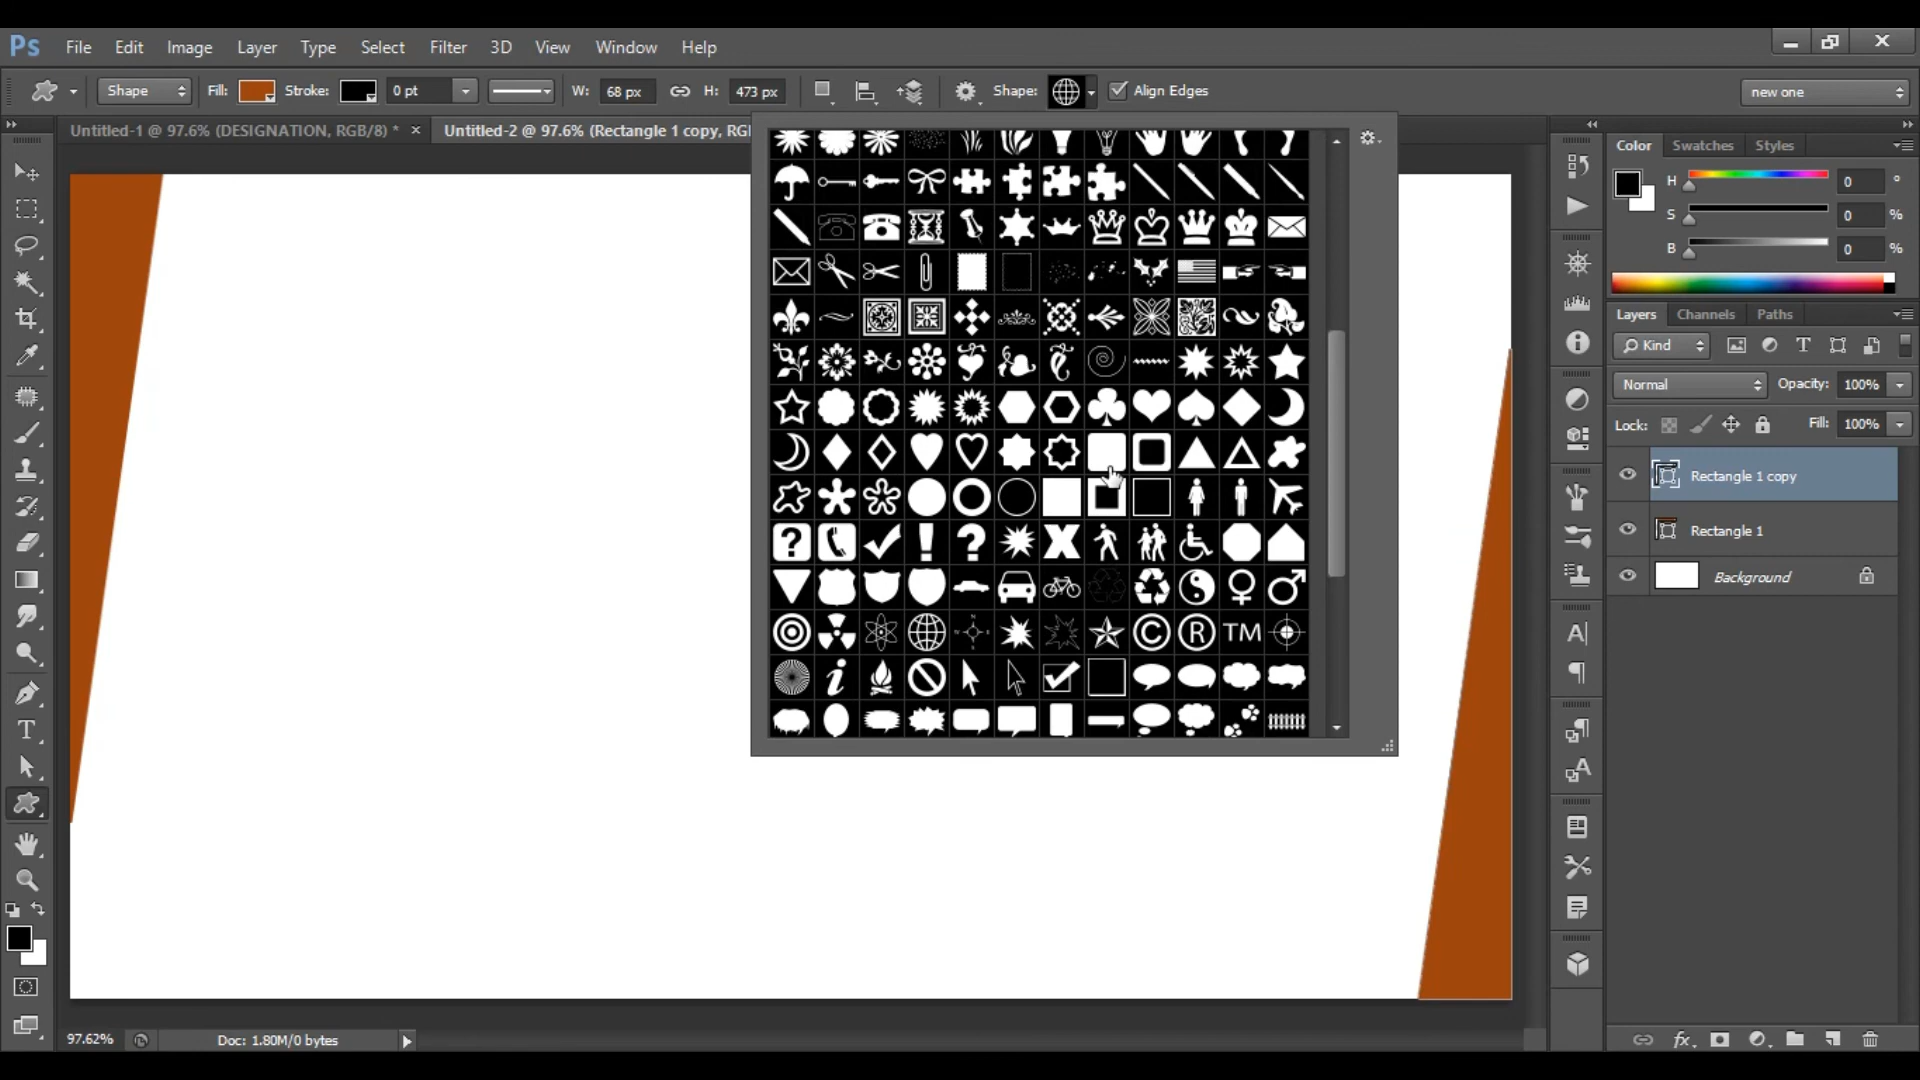 Ps File Edit Image Layer Type Select Filter 3D View Window Help
Shape Fill: Stroke: 0 pt W: 68 px H: 473 px Shape: Align Edges new one
Untitled-1 @ 97.6% (DESIGNATION, RGB/8) * × Untitled-2 @ 97.6% (Rectangle 1 copy, RG
Color Swatches Styles
H 0 °
S 0 %
B 0 %
Layers Channels Paths
Kind T
Normal Opacity: 100%
Lock: Fill: 100%
Rectangle 1 copy
Rectangle 1
Background
? ! ? X
© ® TM
i
T
A
A
fx
97.62% Doc: 1.80M/0 bytes